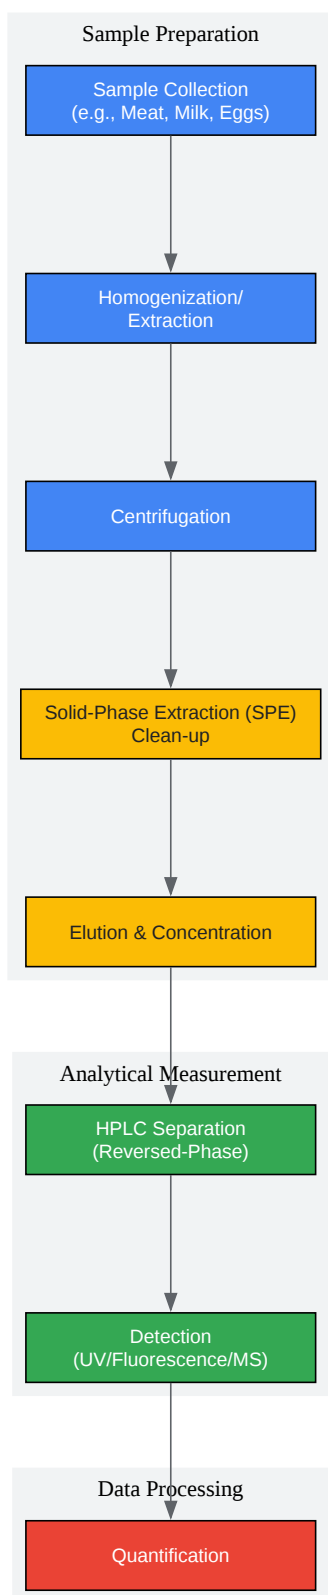 Sample Preparation
Sample Collection
(e.g., Meat, Milk, Eggs)
Homogenization/
Extraction
Centrifugation
Solid-Phase Extraction (SPE)
Clean-up
Elution & Concentration
Analytical Measurement
HPLC Separation
(Reversed-Phase)
Detection
(UV/Fluorescence/MS)
Data Processing
Quantification